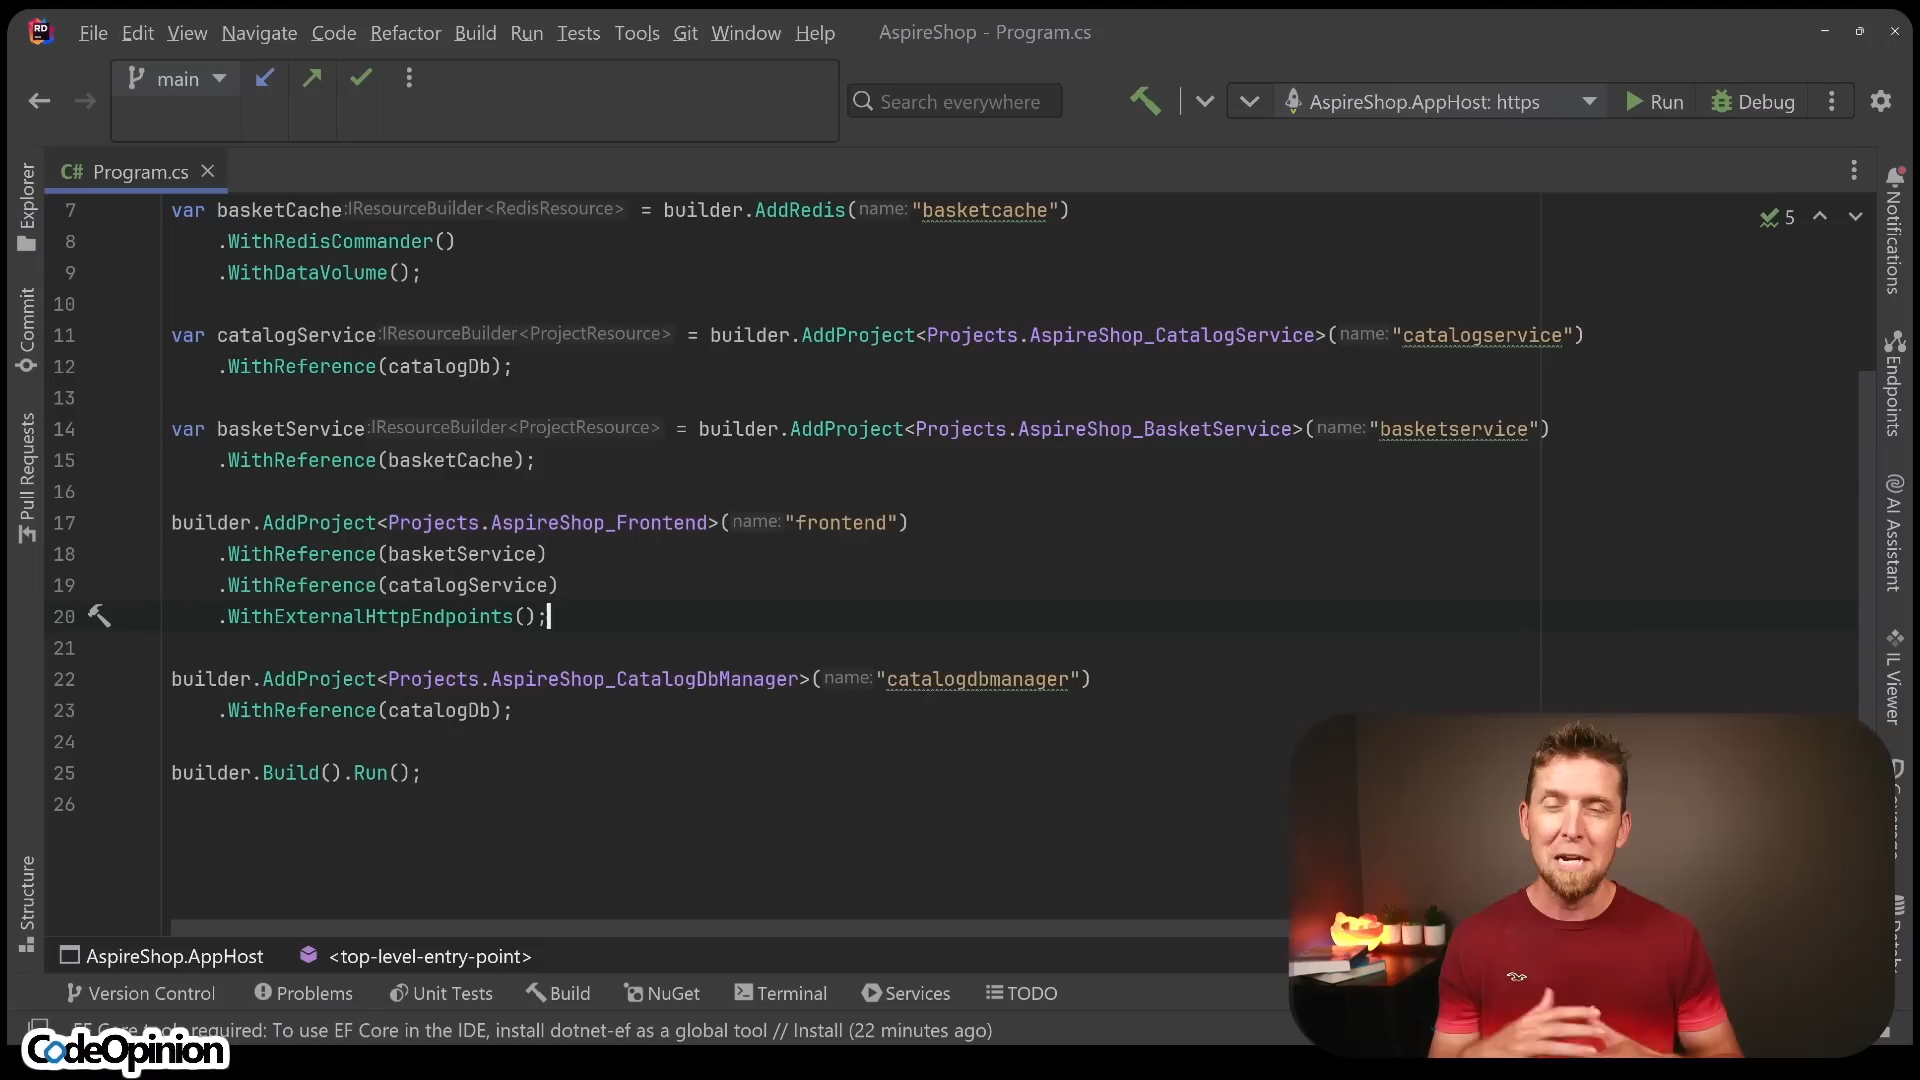 RD File Edit View Navigate Code Refactor Build Run Tests Tools Git Window Help AspireShop - Program.cs
main
Search everywhere
AspireShop.AppHost: https
Run
Debug
C# Program.cs
7 var basketCache :IResourceBuilder<RedisResource> = builder.AddRedis( name: "basketcache")
5
8 .WithRedisCommander()
9 .WithDataVolume();
10
11 var catalogService :IResourceBuilder<ProjectResource> = builder.AddProject<Projects.AspireShop_CatalogService>( name: "catalogservice")
12 .WithReference(catalogDb);
13
14 var basketService :IResourceBuilder<ProjectResource> = builder.AddProject<Projects.AspireShop_BasketService>( name: "basketservice")
15 .WithReference(basketCache);
16
17 builder.AddProject<Projects.AspireShop_Frontend>( name: "frontend")
18 .WithReference(basketService)
19 .WithReference(catalogService)
20 .WithExternalHttpEndpoints();
21
22 builder.AddProject<Projects.AspireShop_CatalogDbManager>( name: "catalogdbmanager")
23 .WithReference(catalogDb);
24
25 builder.Build().Run();
26
Explorer
Commit
Pull Requests
Structure
Notifications
Endpoints
AI Assistant
IL Viewer
AspireShop.AppHost <top-level-entry-point>
Version Control Problems Unit Tests Build NuGet Terminal Services TODO
required: To use EF Core in the IDE, install dotnet-ef as a global tool // Install (22 minutes ago)
CodeOpinion